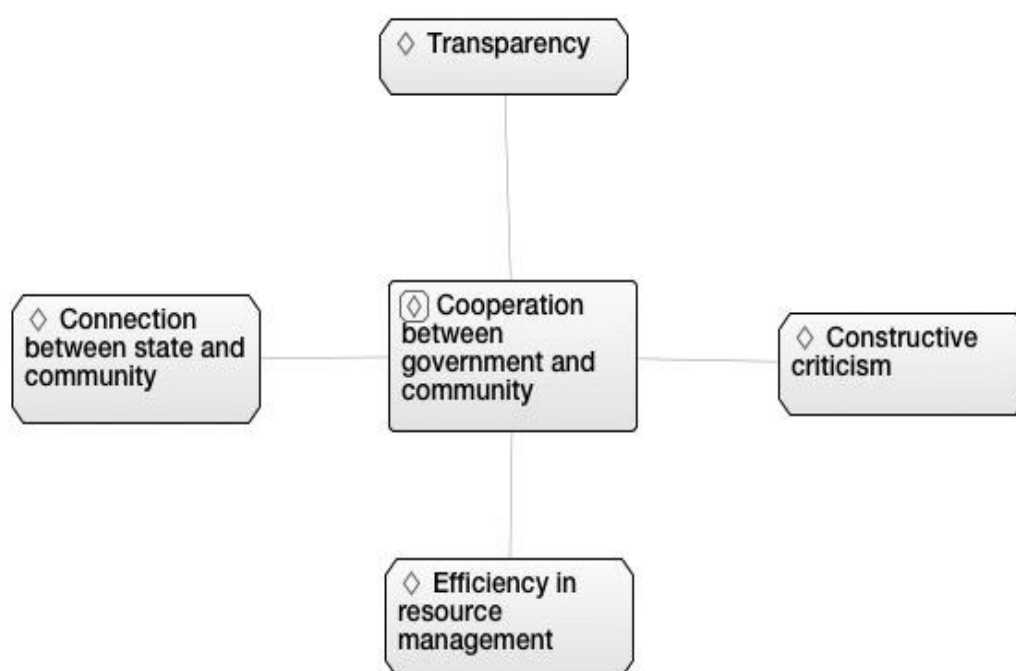 Transparency
Connection
between state and
community
Cooperation
between
government and
community
Constructive
criticism
Efficiency in
resource
management